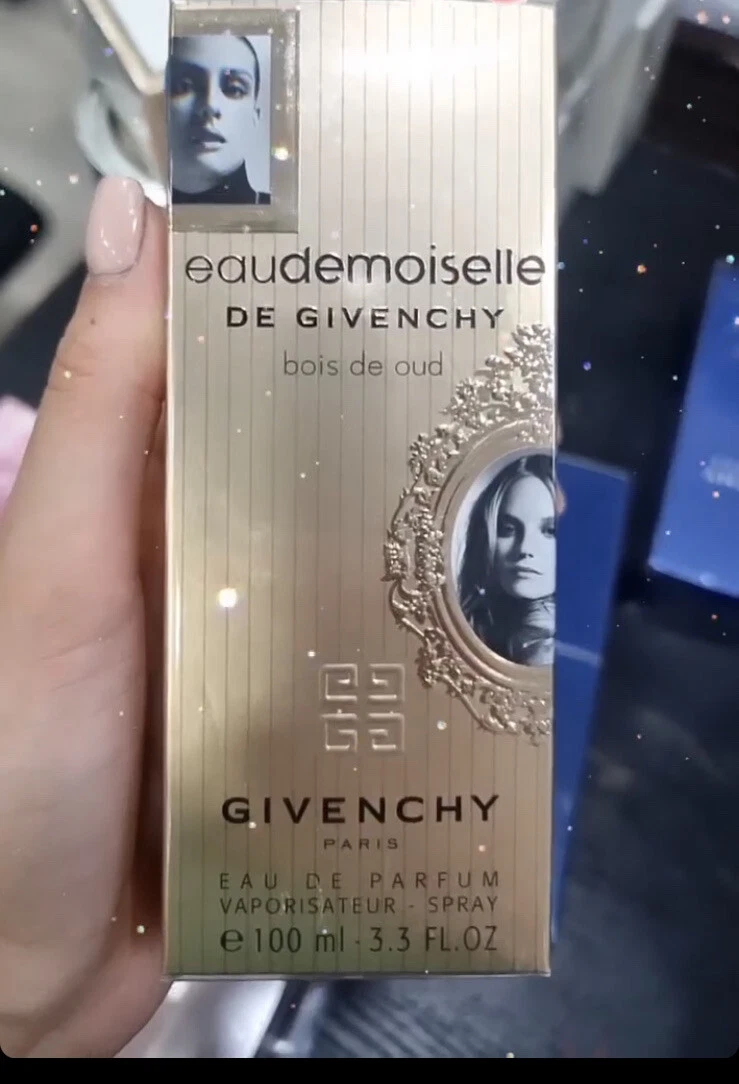 eaudemoiselle
DE GIVENCHY
bois de oud
GIVENCHY
PARIS
EAU DE PARFUM
VAPORISATEUR - SPRAY
e 100 ml - 3.3 FL.OZ